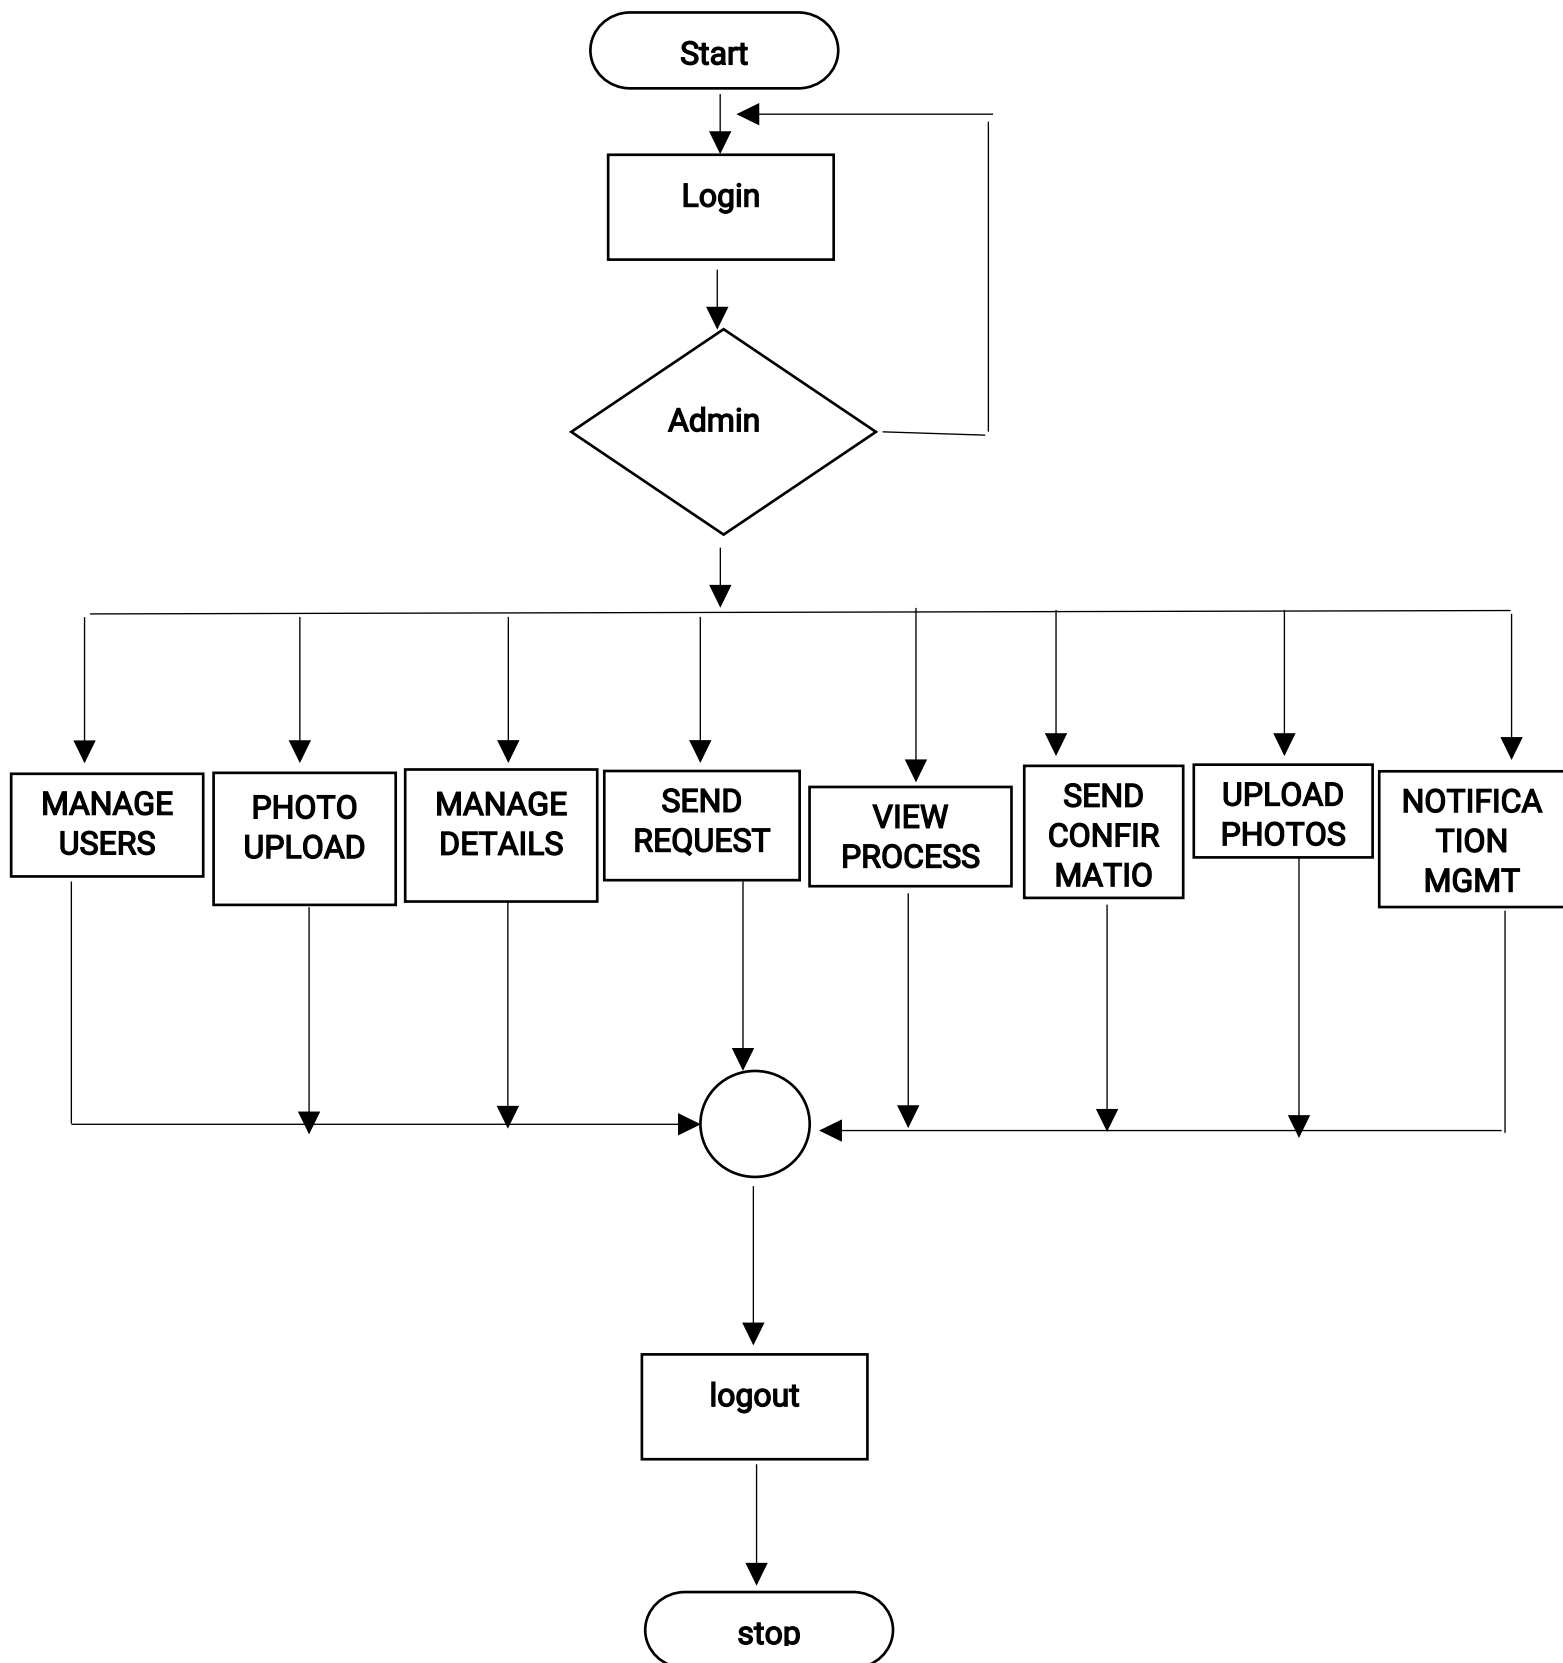 Start
Login
Admin
MANAGE
USERS
PHOTO
UPLOAD
MANAGE
DETAILS
SEND
REQUEST
VIEW
PROCESS
SEND
CONFIR
MATIO
UPLOAD
PHOTOS
NOTIFICA
TION
MGMT
logout
stop